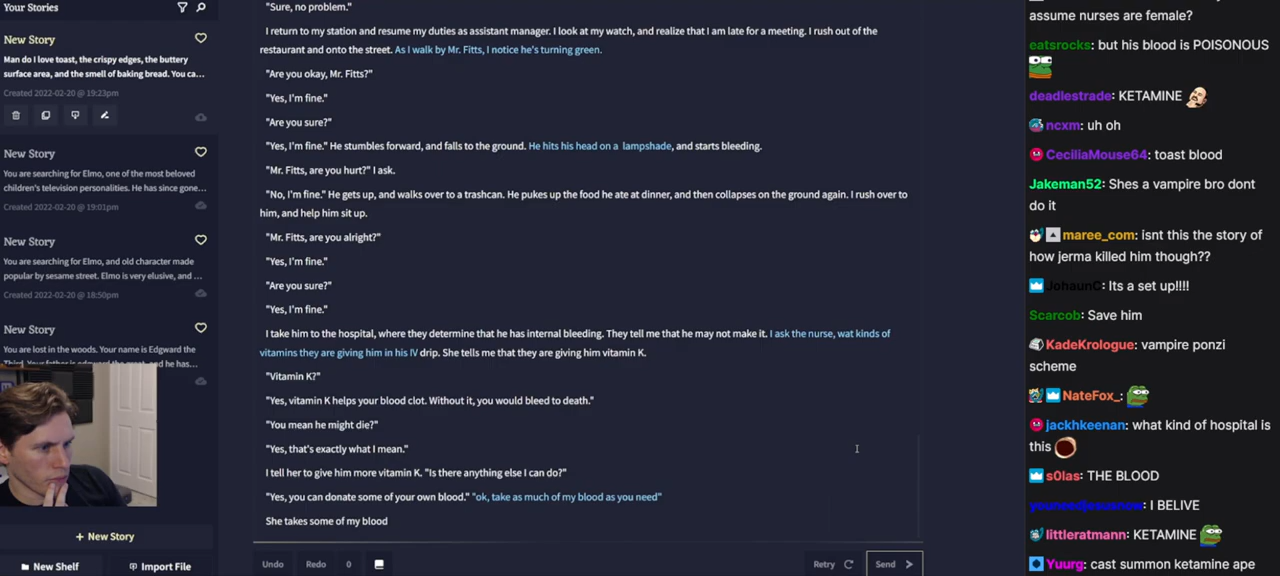 Your Stories
New Story
Man do I love toast, the crispy edges, the buttery
surface area, and the smell of baking bread. You ca...
Created 2022-02-20 @ 19:23pm
New Story
You are searching for Elmo, one of the most beloved
children's television personalities. He has since gone...
Created 2022-02-20 @ 19:01pm
New Story
You are searching for Elmo, and old character made
popular by sesame street. Elmo is very elusive, and ...
Created 2022-02-20 @ 18:50pm
New Story
You are lost in the woods. Your name is Edgward the
+ New Story
New Shelf
Import File
"Sure, no problem."
I return to my station and resume my duties as assistant manager. I look at my watch, and realize that I am late for a meeting. I rush out of the
restaurant and onto the street. As I walk by Mr. Fitts, I notice he's turning green.
"Are you okay, Mr. Fitts?"
"Yes, I'm fine."
"Are you sure?"
"Yes, I'm fine." He stumbles forward, and falls to the ground. He hits his head on a lampshade, and starts bleeding.
"Mr. Fitts, are you hurt?" I ask.
"No, I'm fine." He gets up, and walks over to a trashcan. He pukes up the food he ate at dinner, and then collapses on the ground again. I rush over to
him, and help him sit up.
"Mr. Fitts, are you alright?"
"Yes, I'm fine."
"Are you sure?"
"Yes, I'm fine."
I take him to the hospital, where they determine that he has internal bleeding. They tell me that he may not make it. I ask the nurse, wat kinds of
vitamins they are giving him in his IV drip. She tells me that they are giving him vitamin K.
"Vitamin K?"
"Yes, vitamin K helps your blood clot. Without it, you would bleed to death."
"You mean he might die?"
"Yes, that's exactly what I mean."
I tell her to give him more vitamin K. "Is there anything else I can do?"
"Yes, you can donate some of your own blood." "ok, take as much of my blood as you need"
She takes some of my blood
Undo
Redo
0
Retry
Send
assume nurses are female?
eatsrocks: but his blood is POISONOUS
deadlestrade: KETAMINE
ncxm: uh oh
CeciliaMouse64: toast blood
Jakeman52: Shes a vampire bro dont
do it
maree_com: isnt this the story of
how jerma killed him though??
JohaunC: Its a set up!!!!
Scarcob: Save him
KadeKrologue: vampire ponzi
scheme
NateFox_:
jackhkeenan: what kind of hospital is
this
s0las: THE BLOOD
: I BELIVE
littleratmann: KETAMINE
Yuurg: cast summon ketamine ape